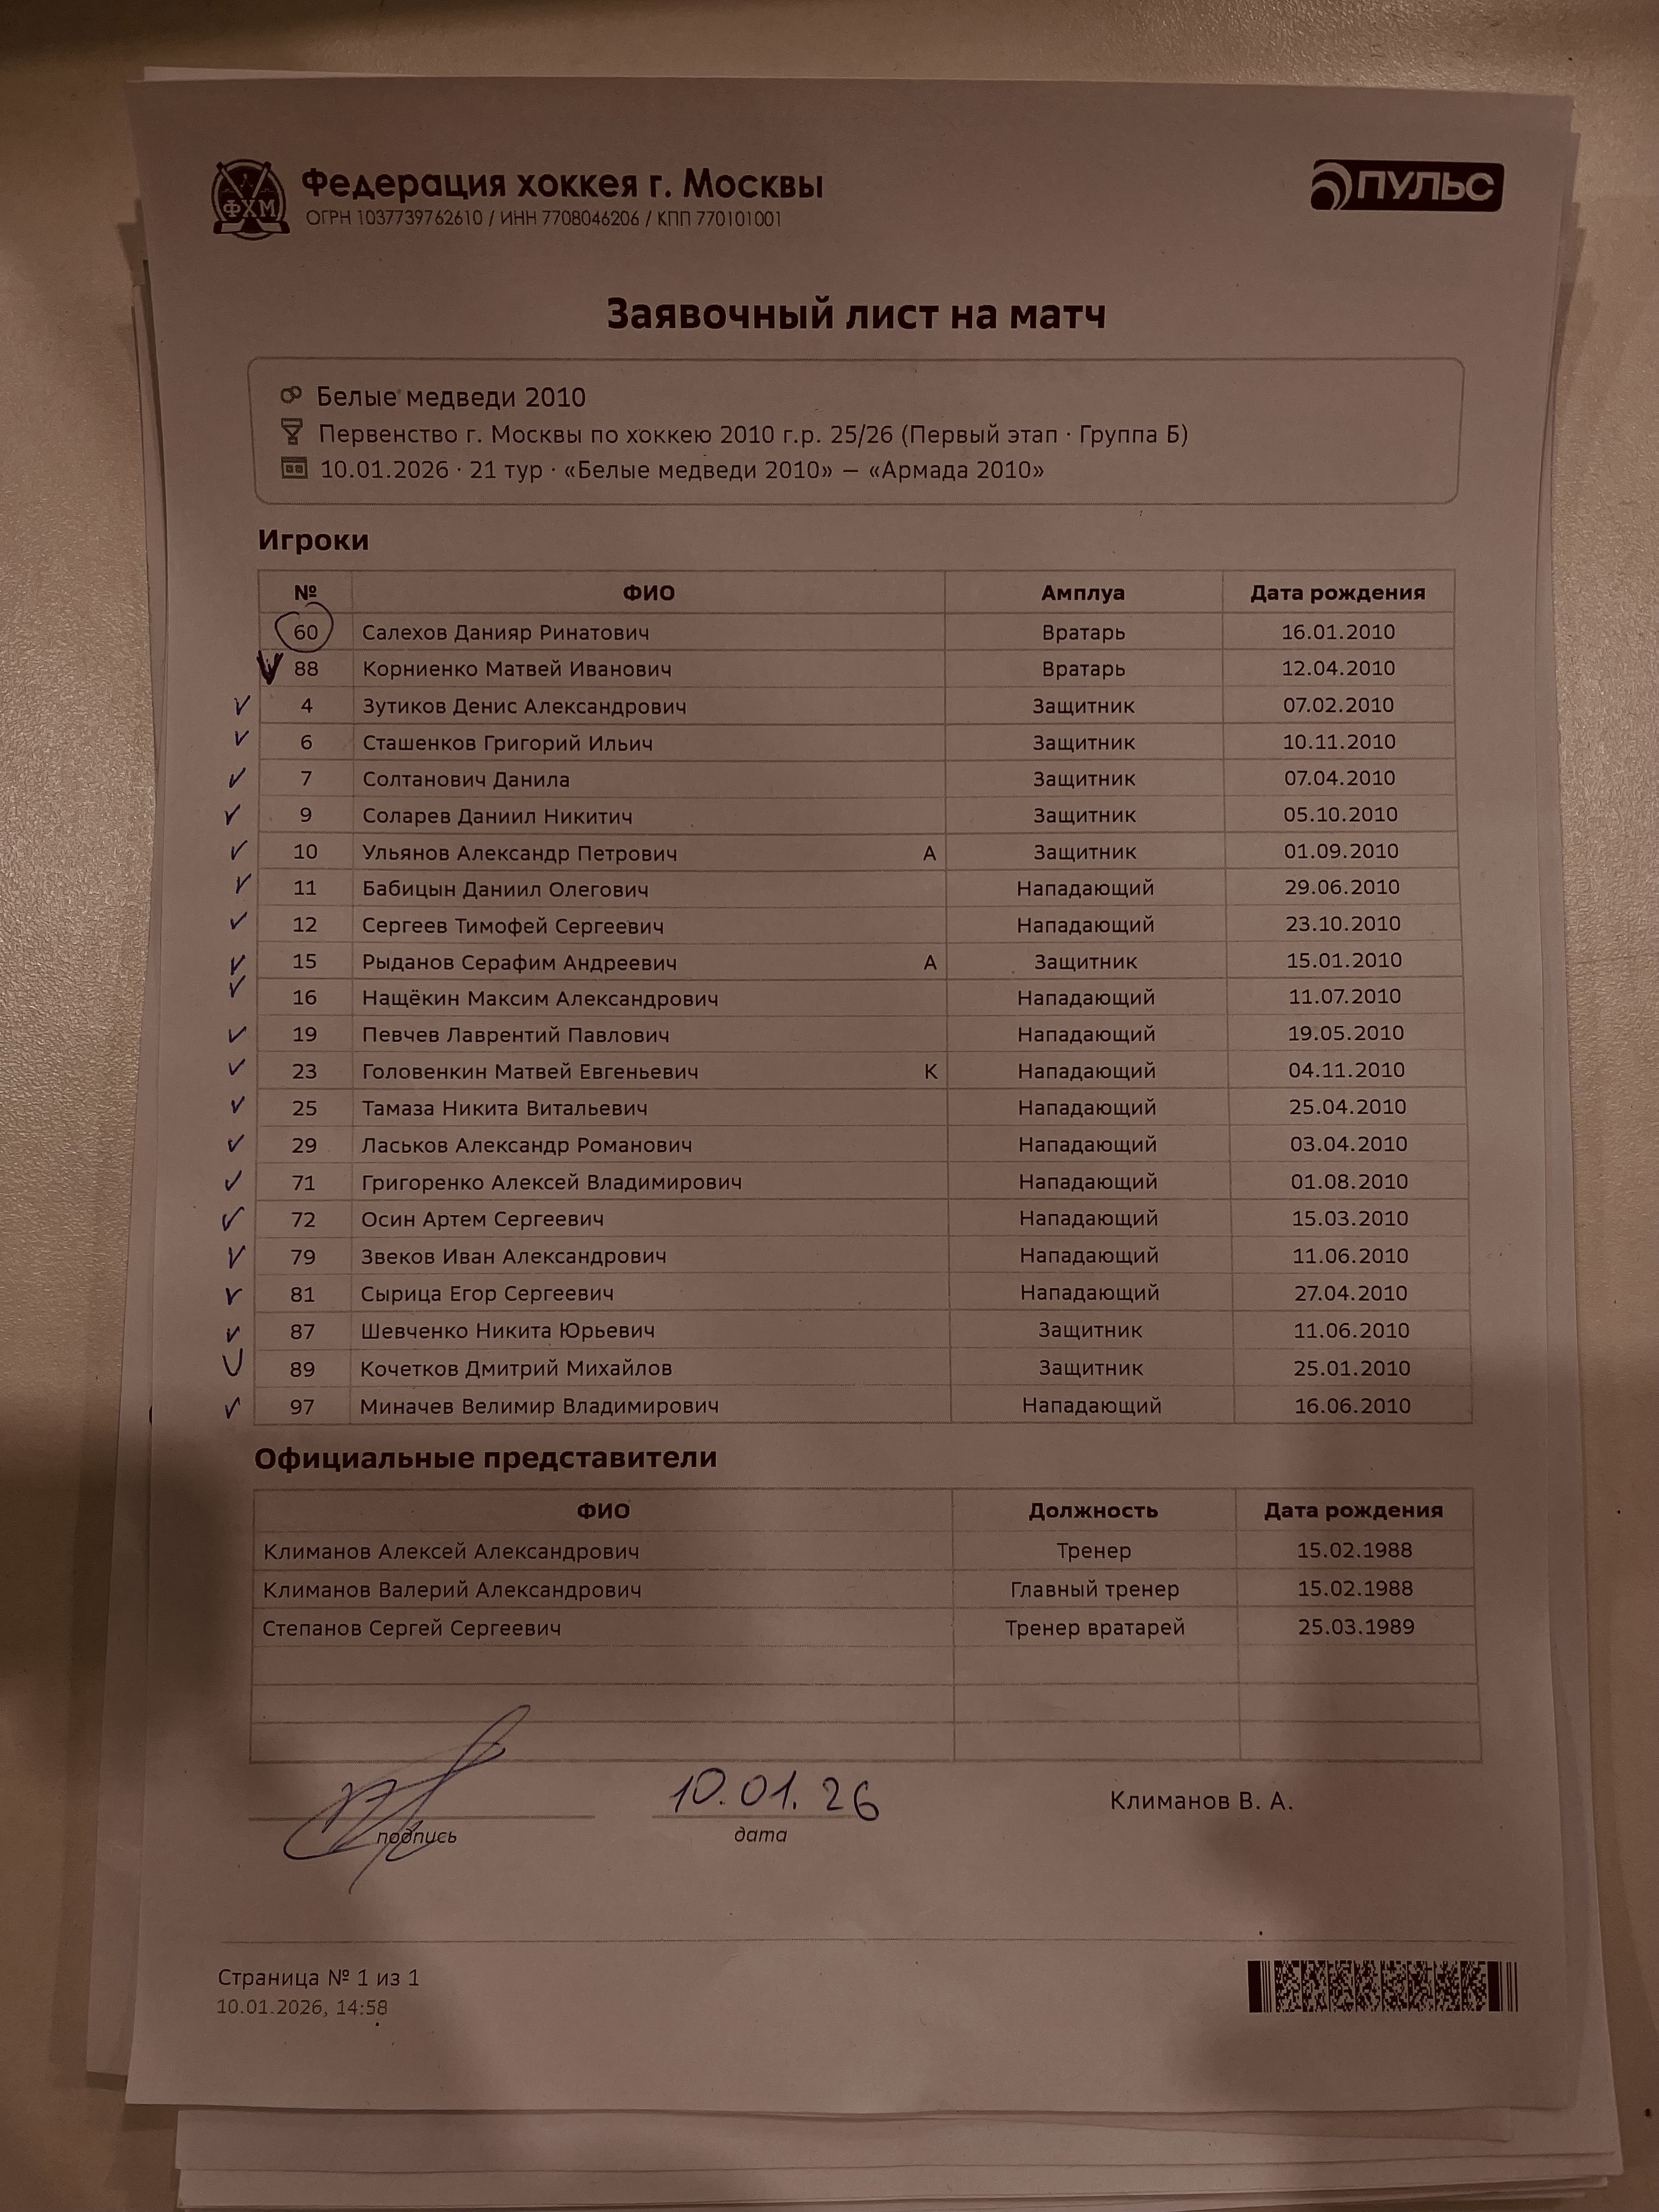 ФХМ
Федерация хоккея г. Москвы
ОГРН 1037739762610 / ИНН 7708046206 / КПП 770101001
ПУЛЬС
Заявочный лист на матч
Белые медведи 2010
Первенство г. Москвы по хоккею 2010 г.р. 25/26 (Первый этап · Группа Б)
10.01.2026 · 21 тур · «Белые медведи 2010» — «Армада 2010»
Игроки
№ ФИО Амплуа Дата рождения
60 Салехов Данияр Ринатович Вратарь 16.01.2010
88 Корниенко Матвей Иванович Вратарь 12.04.2010
4 Зутиков Денис Александрович Защитник 07.02.2010
6 Сташенков Григорий Ильич Защитник 10.11.2010
7 Солтанович Данила Защитник 07.04.2010
9 Соларев Даниил Никитич Защитник 05.10.2010
10 Ульянов Александр Петрович А Защитник 01.09.2010
11 Бабицын Даниил Олегович Нападающий 29.06.2010
12 Сергеев Тимофей Сергеевич Нападающий 23.10.2010
15 Рыданов Серафим Андреевич А Защитник 15.01.2010
16 Нащёкин Максим Александрович Нападающий 11.07.2010
19 Певчев Лаврентий Павлович Нападающий 19.05.2010
23 Головенкин Матвей Евгеньевич К Нападающий 04.11.2010
25 Тамаза Никита Витальевич Нападающий 25.04.2010
29 Ласьков Александр Романович Нападающий 03.04.2010
71 Григоренко Алексей Владимирович Нападающий 01.08.2010
72 Осин Артем Сергеевич Нападающий 15.03.2010
79 Звеков Иван Александрович Нападающий 11.06.2010
81 Сырица Егор Сергеевич Нападающий 27.04.2010
87 Шевченко Никита Юрьевич Защитник 11.06.2010
89 Кочетков Дмитрий Михайлов Защитник 25.01.2010
97 Миначев Велимир Владимирович Нападающий 16.06.2010
Официальные представители
ФИО Должность Дата рождения
Климанов Алексей Александрович Тренер 15.02.1988
Климанов Валерий Александрович Главный тренер 15.02.1988
Степанов Сергей Сергеевич Тренер вратарей 25.03.1989
10.01.26 Климанов В. А.
подпись дата
Страница № 1 из 1
10.01.2026, 14:58